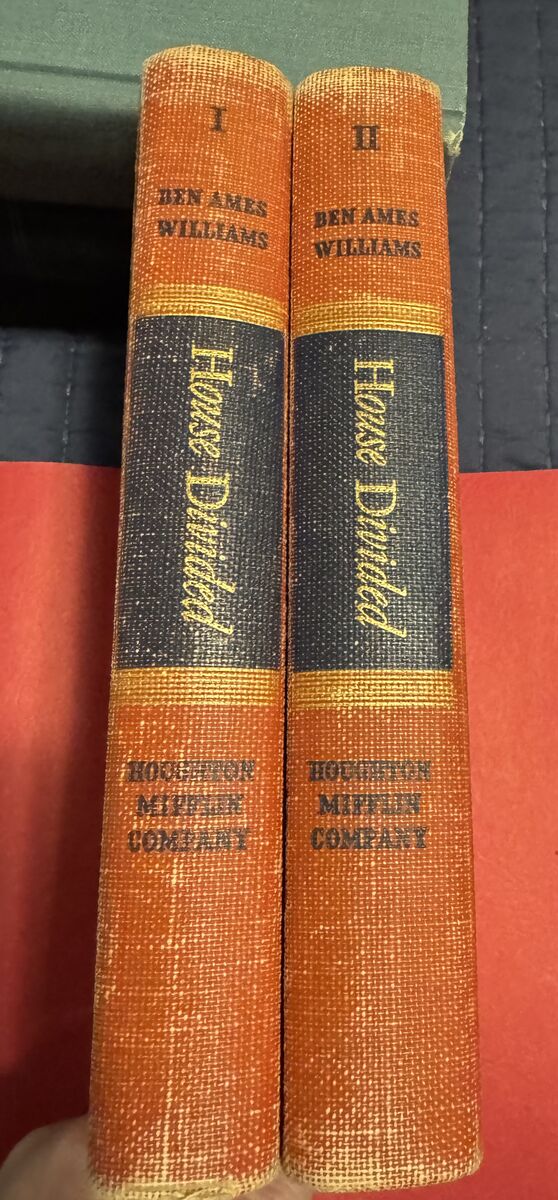 I
BEN AMES
WILLIAMS
House Divided
HOUGHTON
MIFFLIN
COMPANY
II
BEN AMES
WILLIAMS
House Divided
HOUGHTON
MIFFLIN
COMPANY